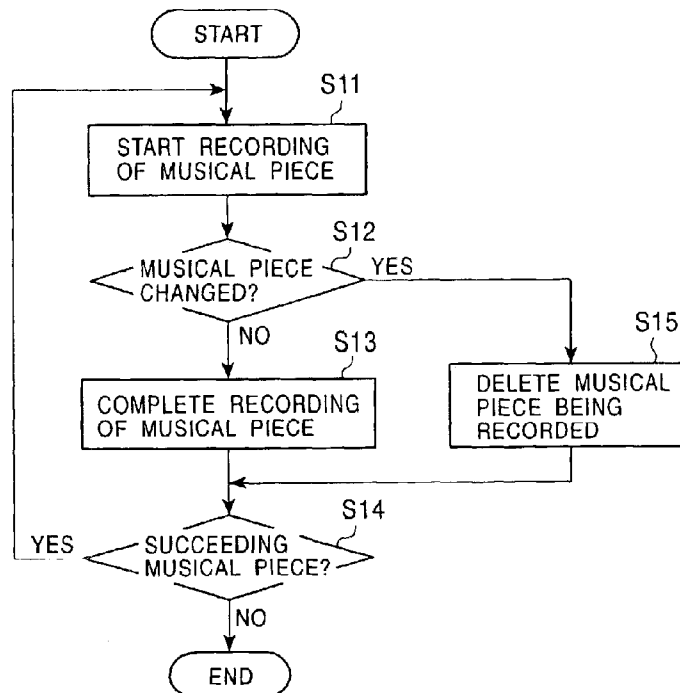 START
S11
START RECORDING
OF MUSICAL PIECE
S12
MUSICAL PIECE
CHANGED?
YES
NO
S13
COMPLETE RECORDING
OF MUSICAL PIECE
S15
DELETE MUSICAL
PIECE BEING
RECORDED
S14
YES
SUCCEEDING
MUSICAL PIECE?
NO
END